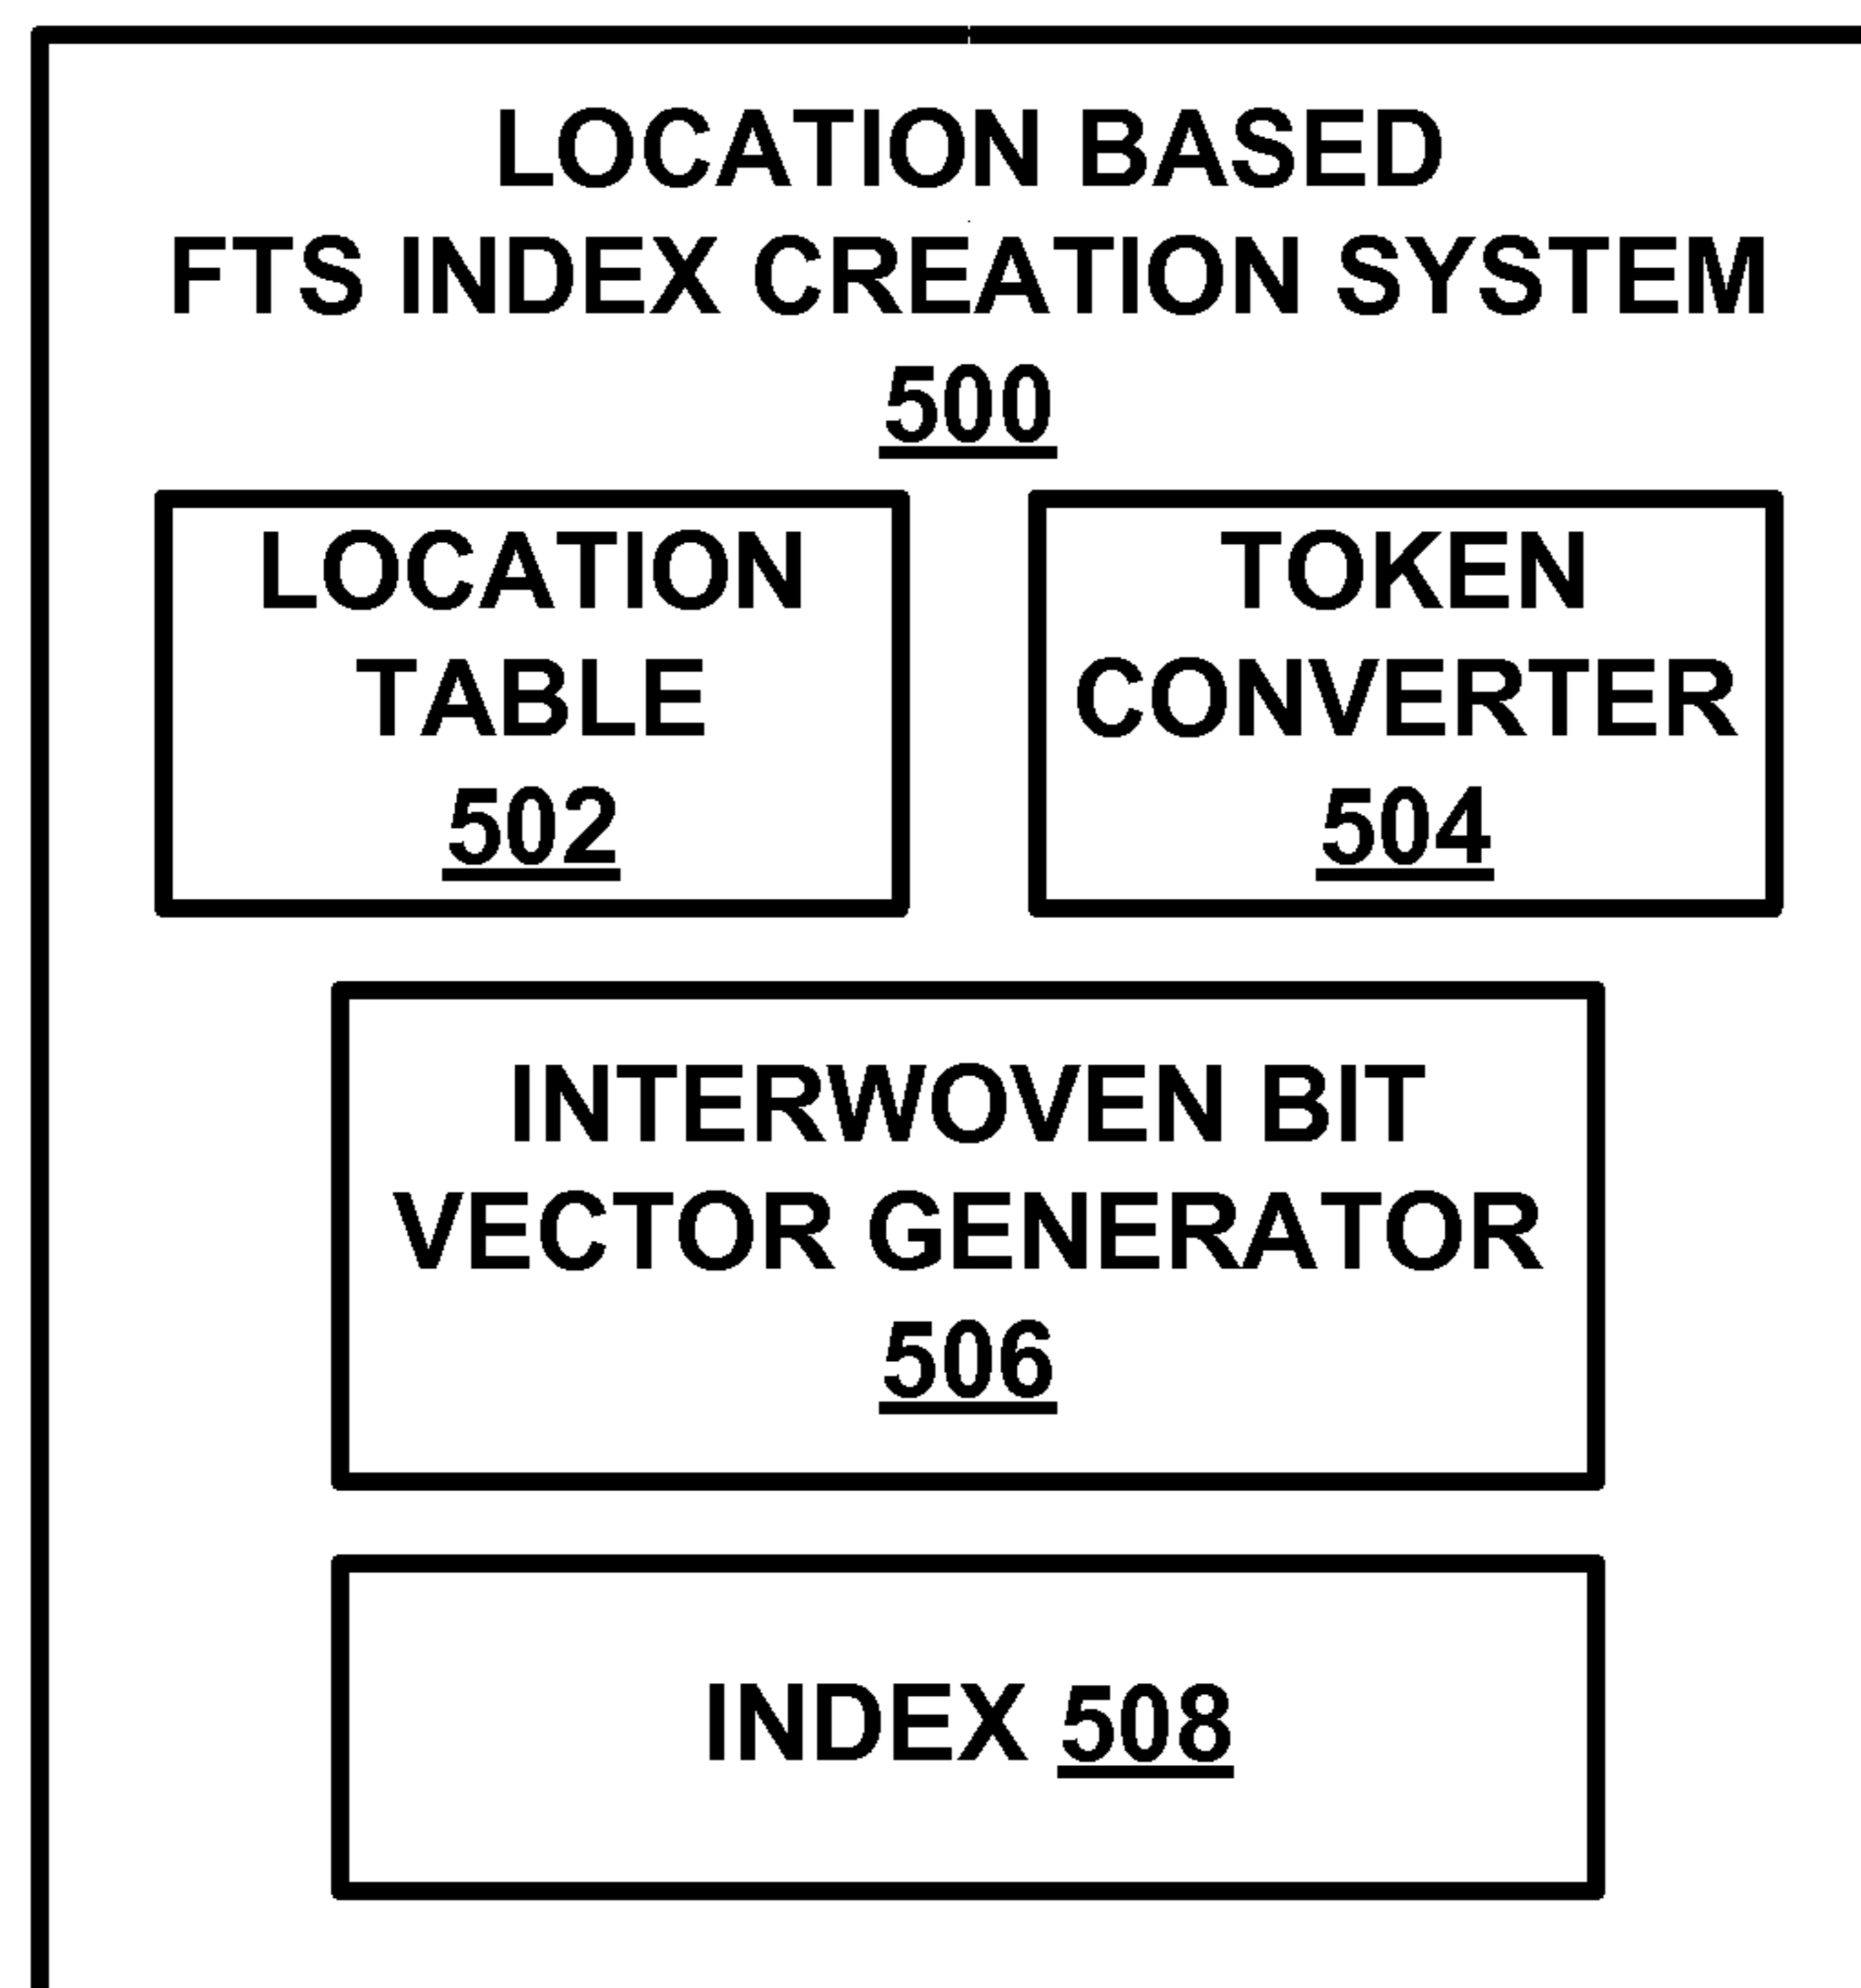 LOCATION BASED
FTS INDEX CREATION SYSTEM
500
LOCATION
TABLE
502
TOKEN
CONVERTER
504
INTERWOVEN BIT
VECTOR GENERATOR
506
INDEX 508